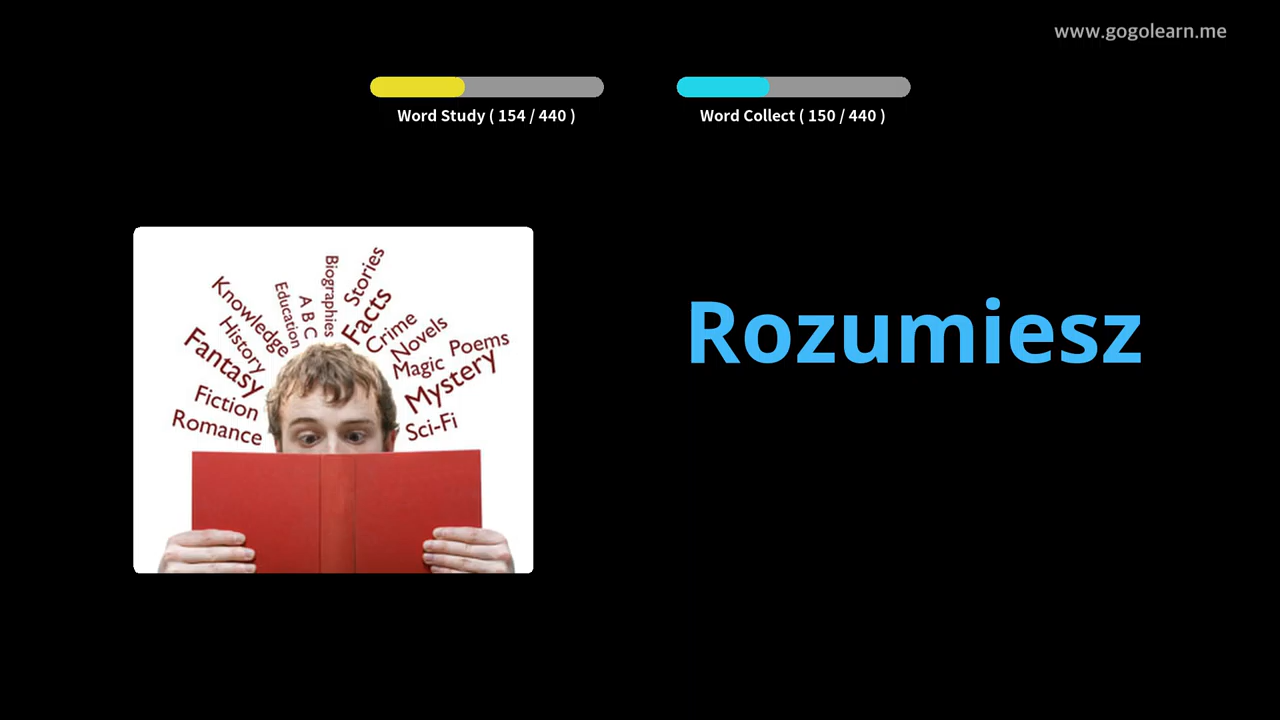 www.gogolearn.me
Word Study ( 154 / 440 )
Word Collect ( 150 / 440 )
Rozumiesz
Biographies
Stories
Knowledge
Education
A B C
Facts
Crime
History
Novels
Fantasy
Magic
Poems
Mystery
Fiction
Romance
Sci-Fi